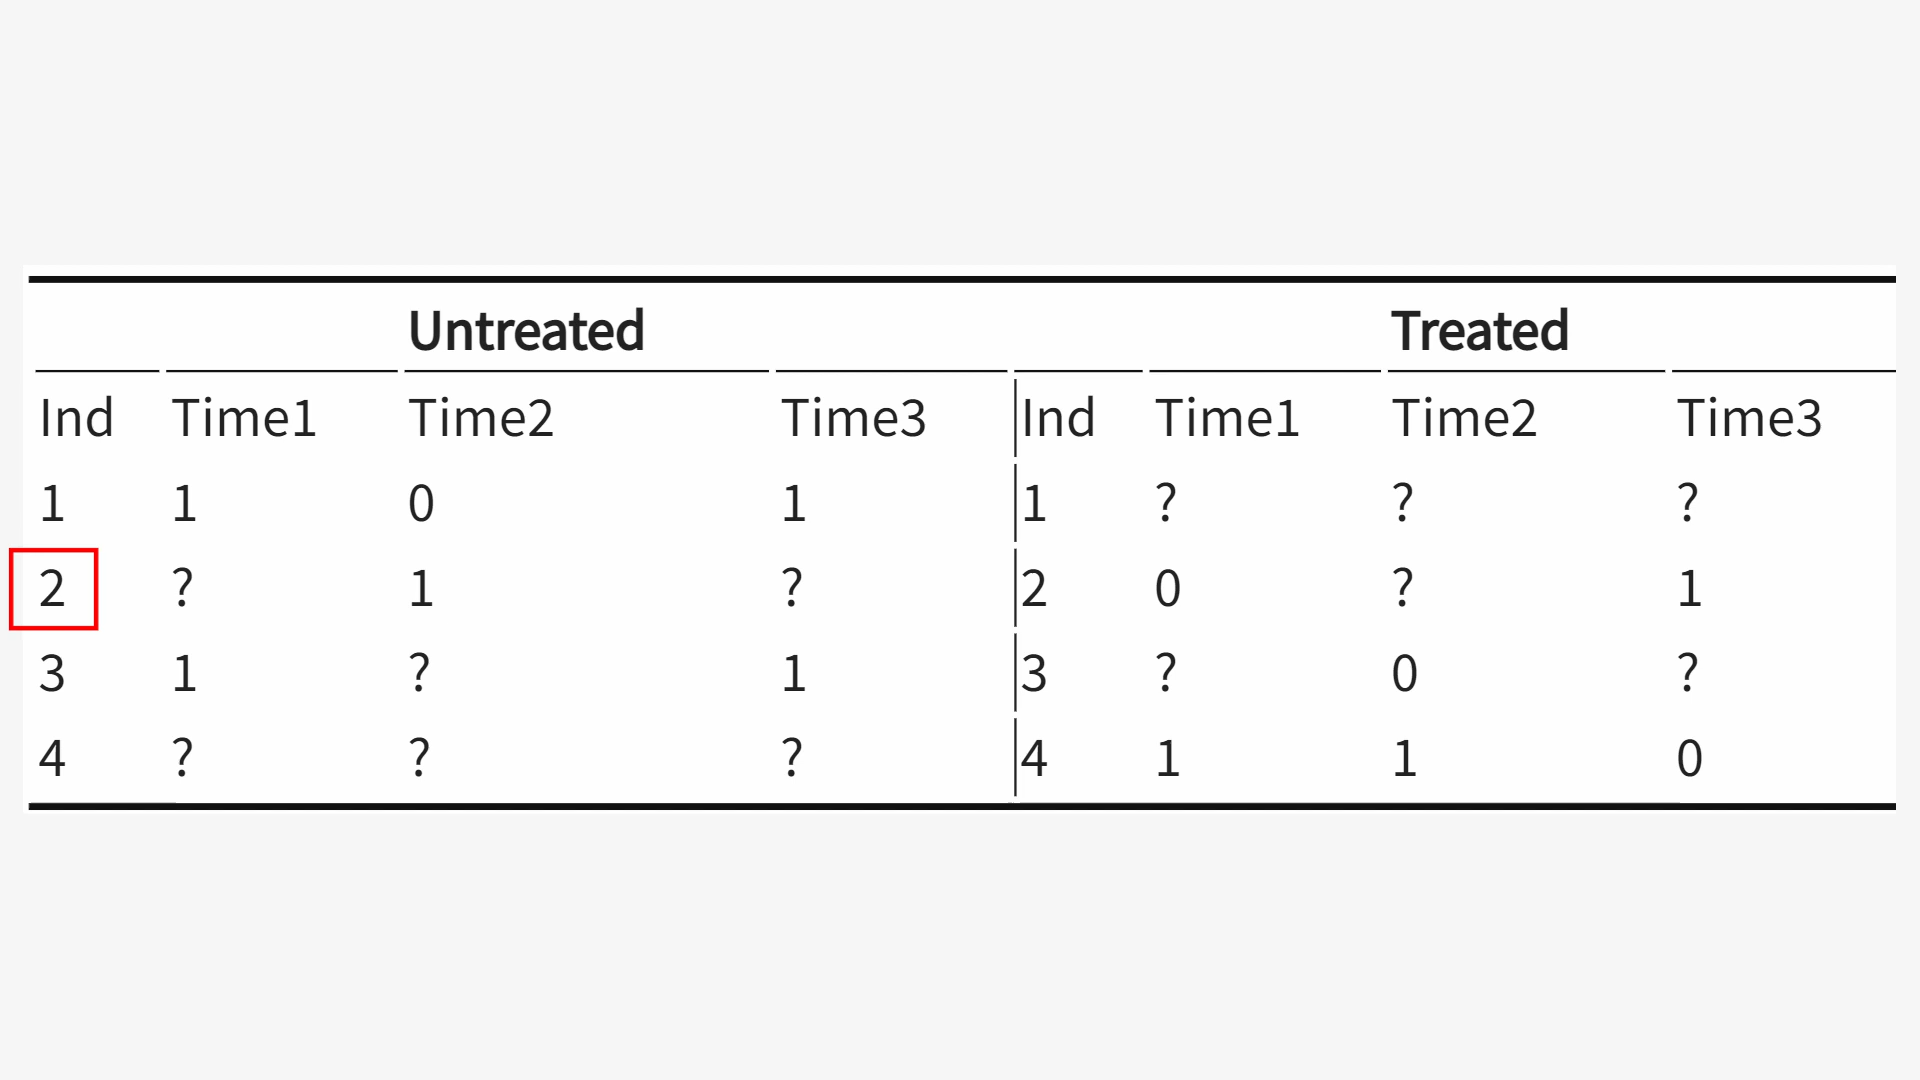 Untreated Treated
Ind Time1 Time2 Time3 Ind Time1 Time2 Time3
1 1 0 1 1 ? ? ?
2 ? 1 ? 2 0 ? 1
3 1 ? 1 3 ? 0 ?
4 ? ? ? 4 1 1 0